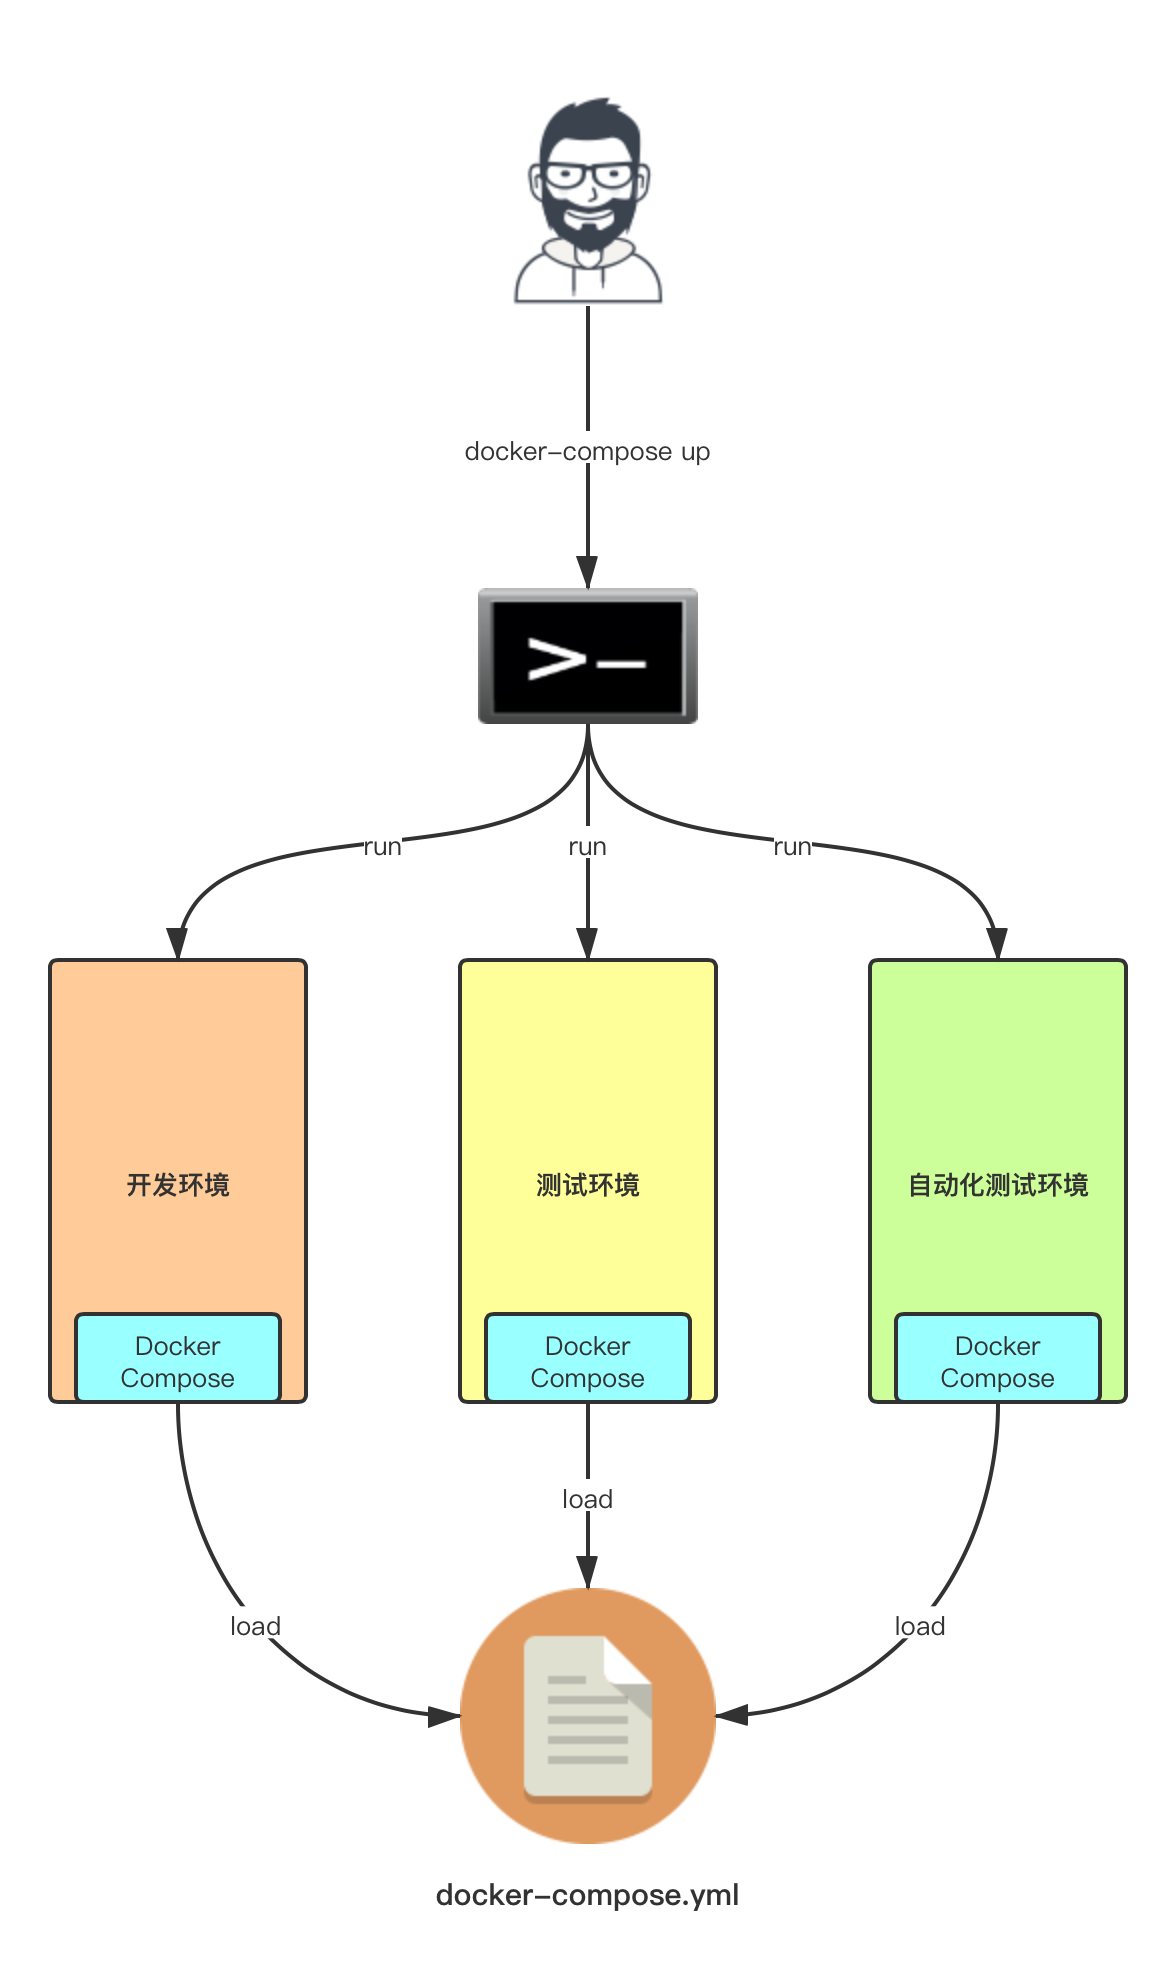 docker-compose up
>_
run
run
run
开发环境
测试环境
自动化测试环境
Docker
Compose
Docker
Compose
Docker
Compose
load
load
load
docker-compose.yml